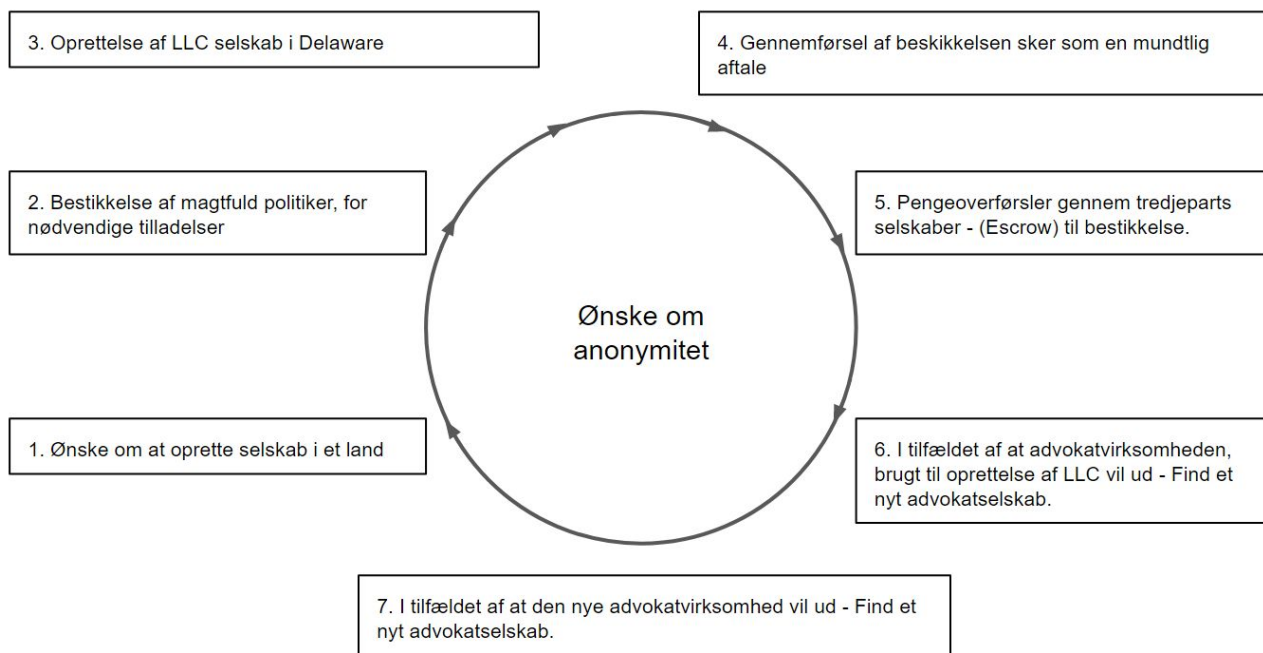 3. Oprettelse af LLC selskab i Delaware
4. Gennemførsel af beskikkelsen sker som en mundtlig
aftale
2. Bestikkelse af magtfuld politiker, for
nødvendige tilladelser
5. Pengeoverførsler gennem tredjeparts
selskaber - (Escrow) til bestikkelse.
Ønske om
anonymitet
1. Ønske om at oprette selskab i et land
6. I tilfældet af at advokatvirksomheden,
brugt til oprettelse af LLC vil ud - Find et
nyt advokatselskab.
7. I tilfældet af at den nye advokatvirksomhed vil ud - Find et
nyt advokatselskab.